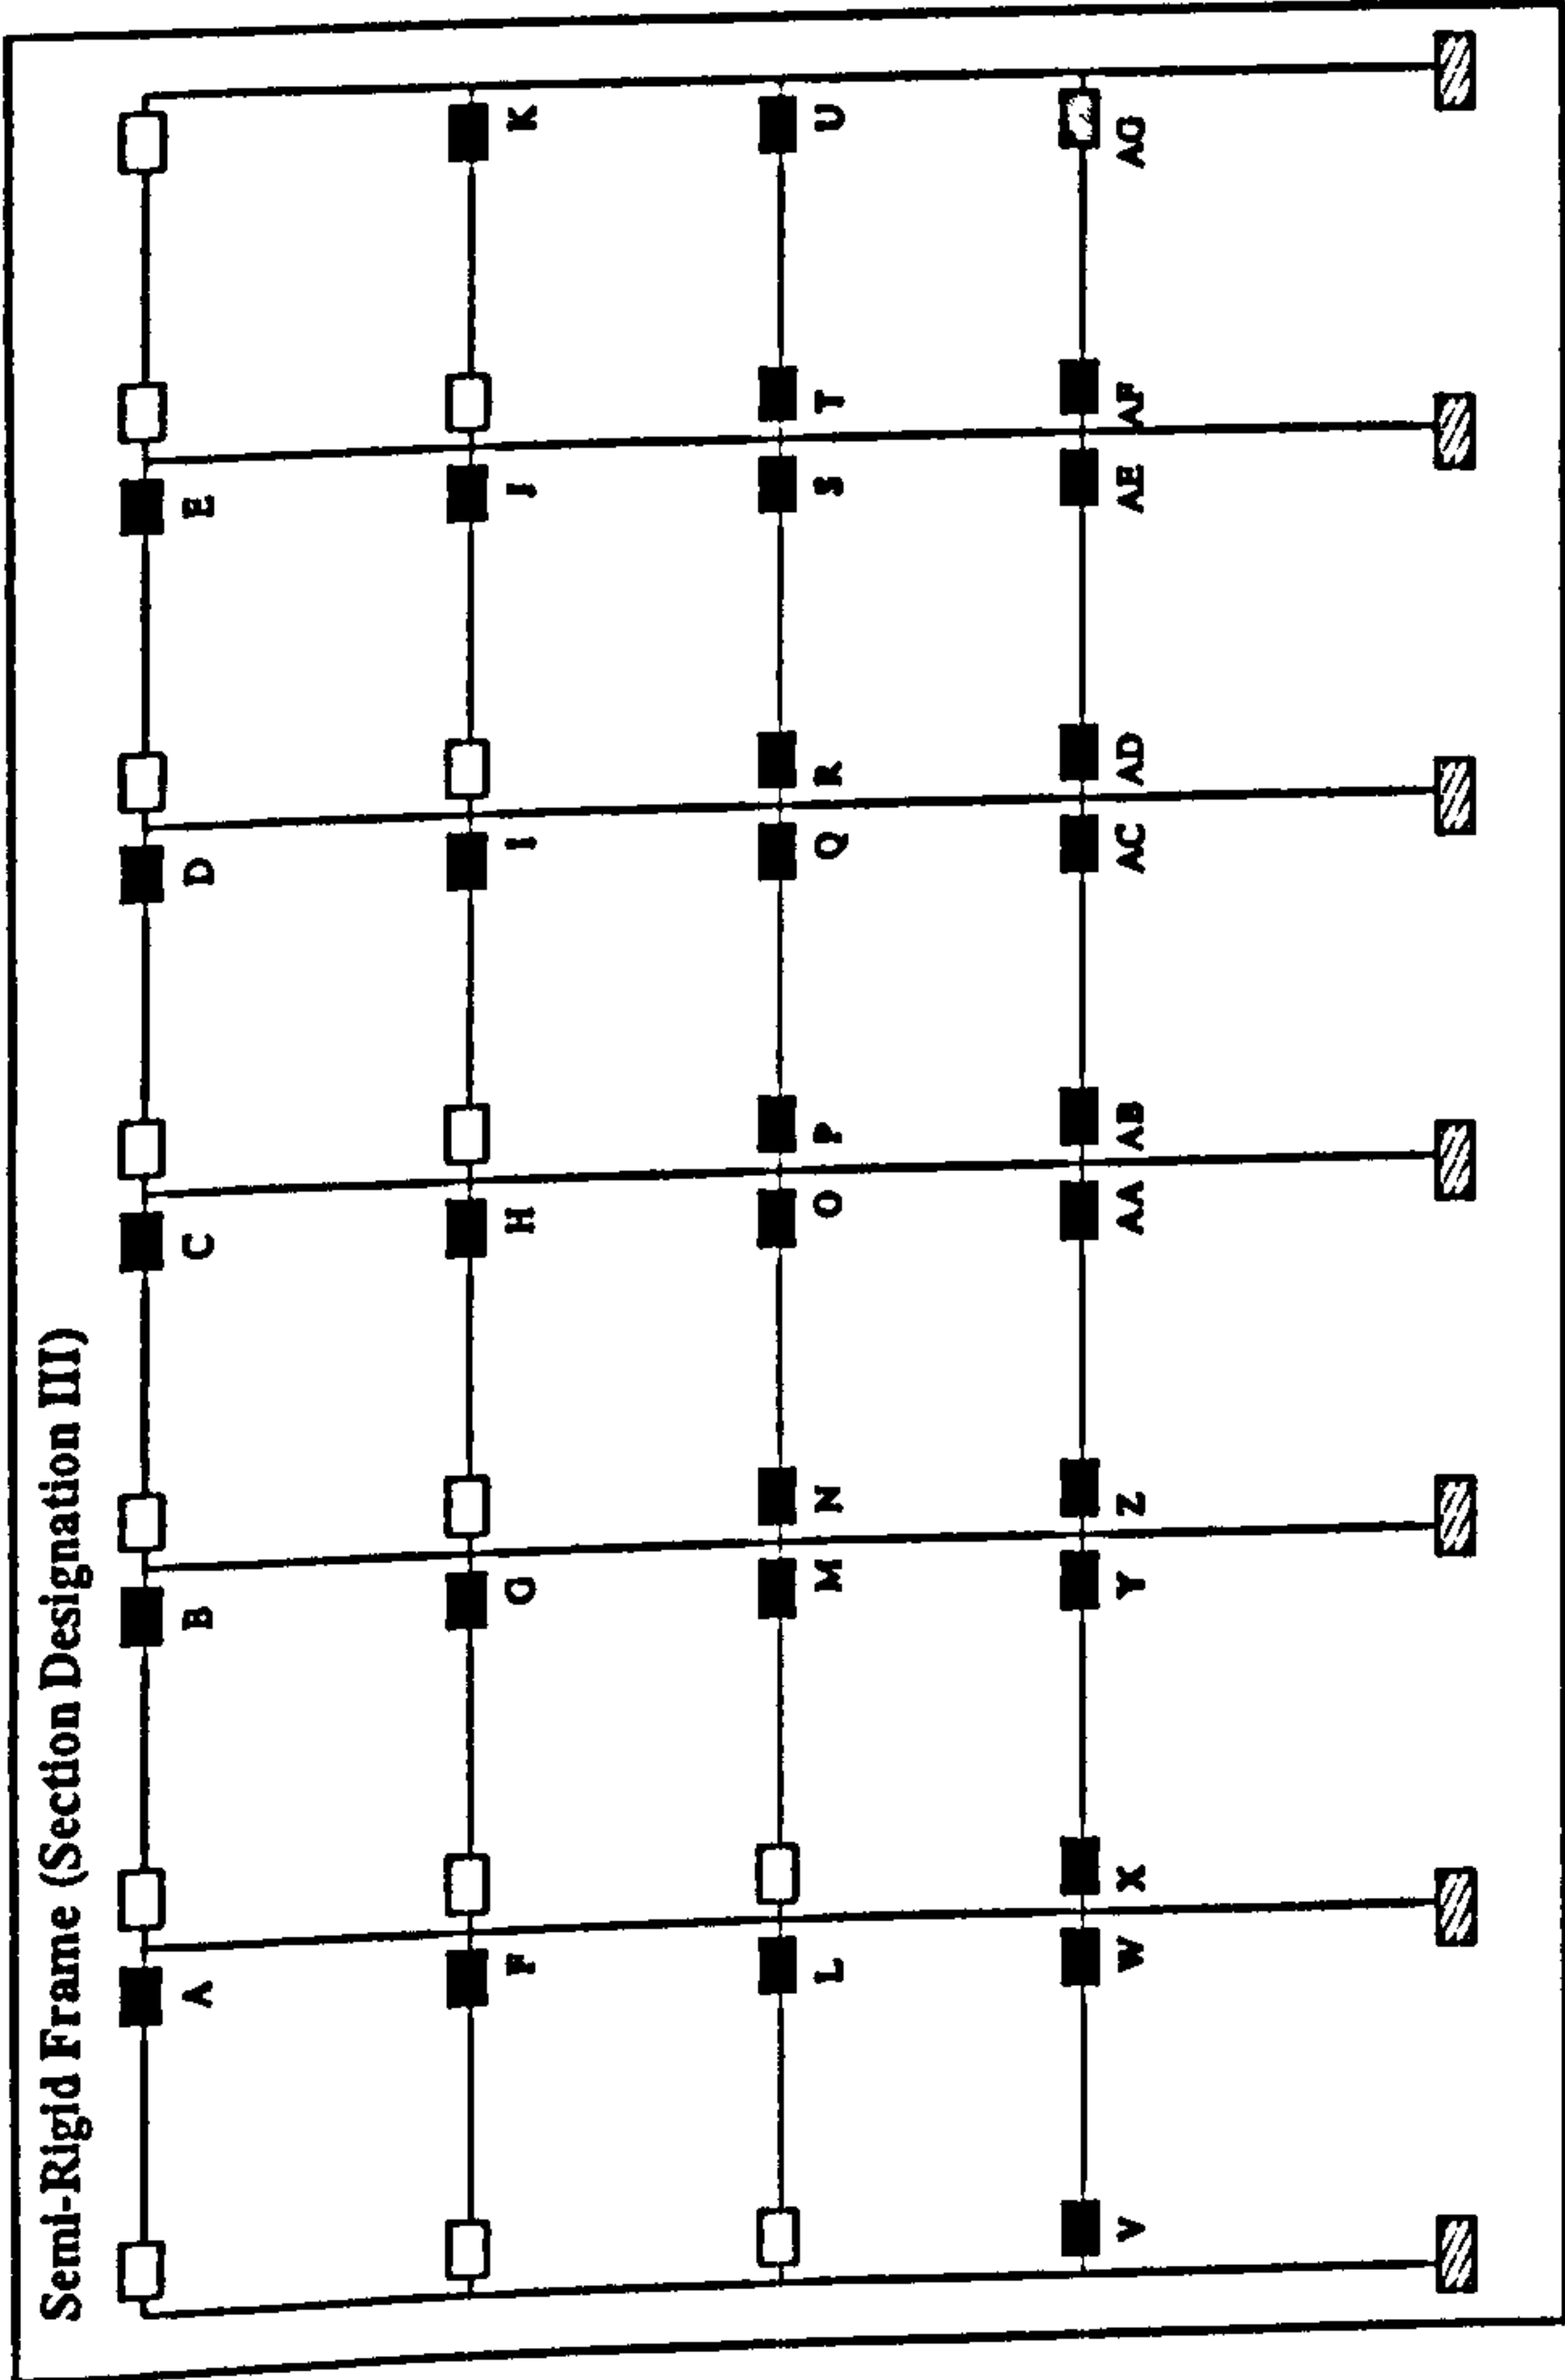 Semi-Rigid Frame (Section Designation III)
A B C D E
F G H I J K
L M N O P Q R S T U
V W X Y Z AA AB AC AD AE AF AG